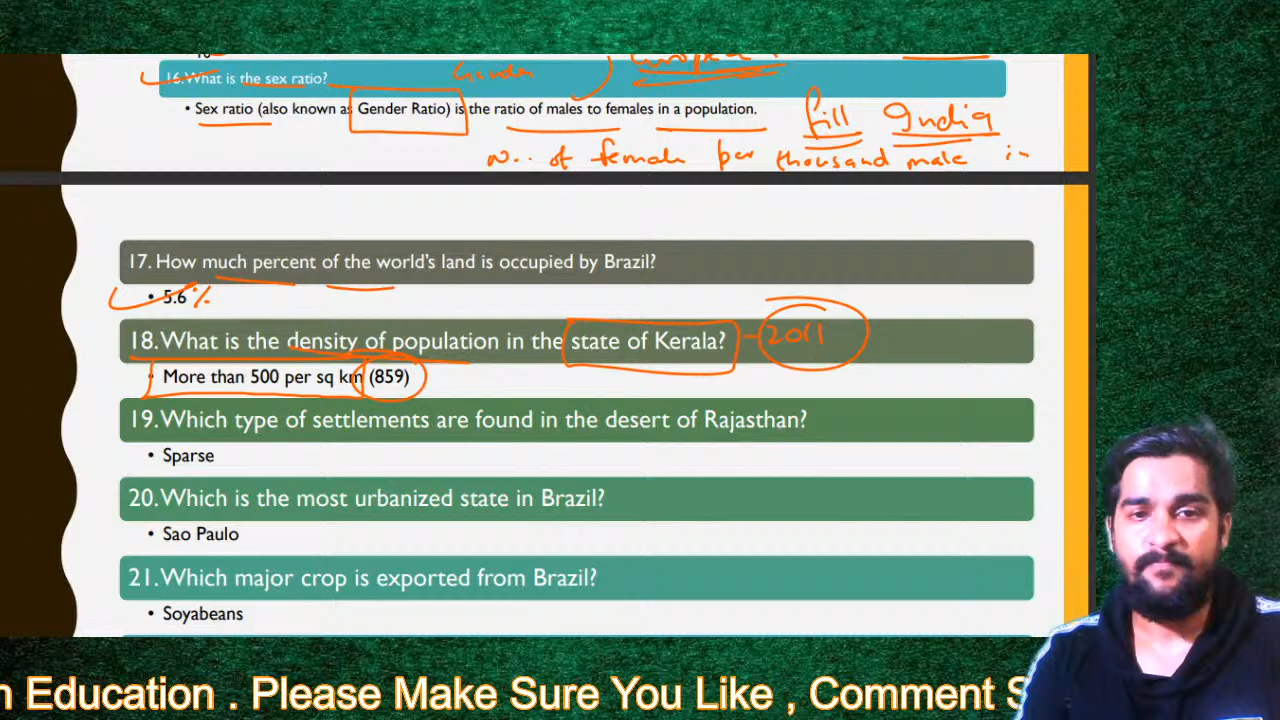 16.What is the sex ratio?
Gender
• Sex ratio (also known as Gender Ratio) is the ratio of males to females in a population.
fill India
No. of female per thousand male in
17. How much percent of the world's land is occupied by Brazil?
• 5.6 %
18.What is the density of population in the state of Kerala? - 2011
• More than 500 per sq km (859)
19.Which type of settlements are found in the desert of Rajasthan?
• Sparse
20.Which is the most urbanized state in Brazil?
• Sao Paulo
21.Which major crop is exported from Brazil?
• Soyabeans
n Education . Please Make Sure You Like , Comment S